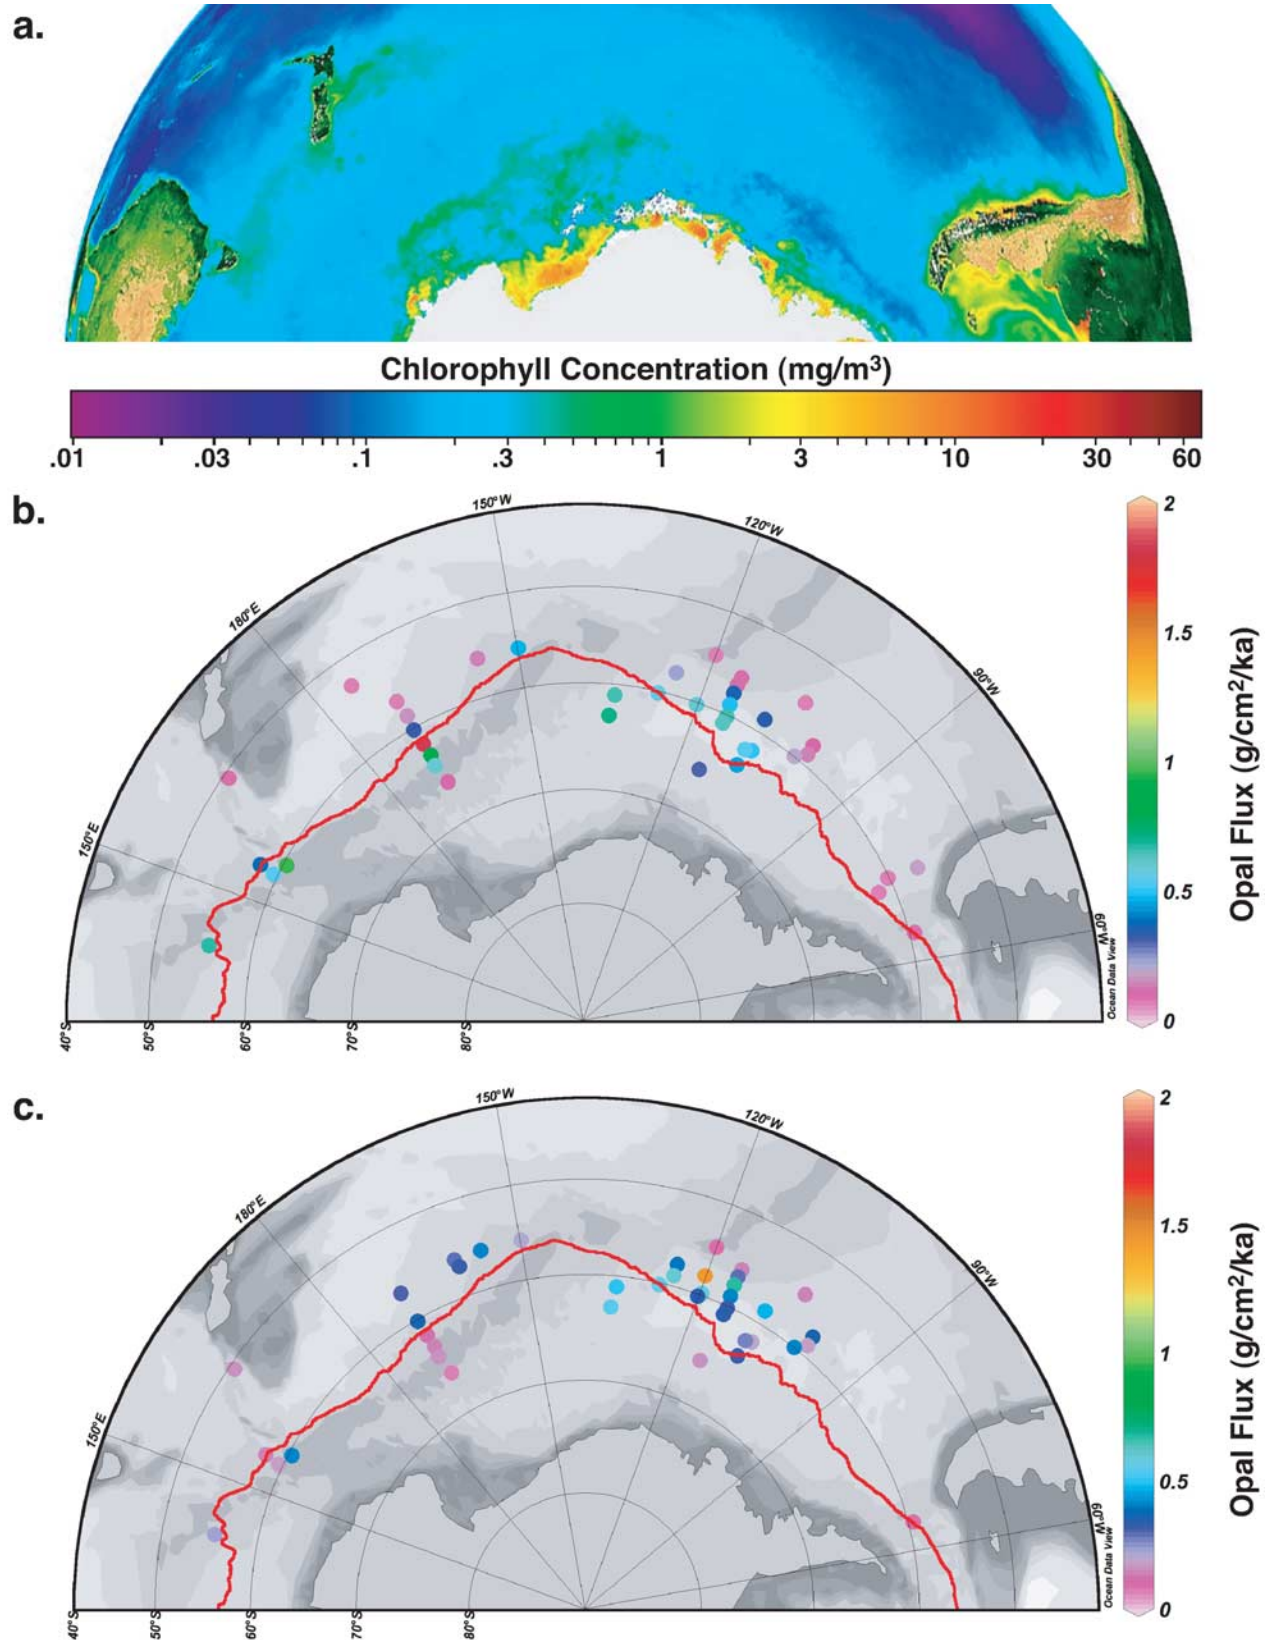 a.
Chlorophyll Concentration (mg/m³)
.01 .03 .1 .3 1 3 10 30 60
b.
150°W
120°W
180°E
90°W
150°E
60°W
Ocean Data View
40°S 50°S 60°S 70°S 80°S
2
1.5
1
0.5
0
Opal Flux (g/cm²/ka)
c.
150°W
120°W
180°E
90°W
150°E
60°W
Ocean Data View
40°S 50°S 60°S 70°S 80°S
2
1.5
1
0.5
0
Opal Flux (g/cm²/ka)